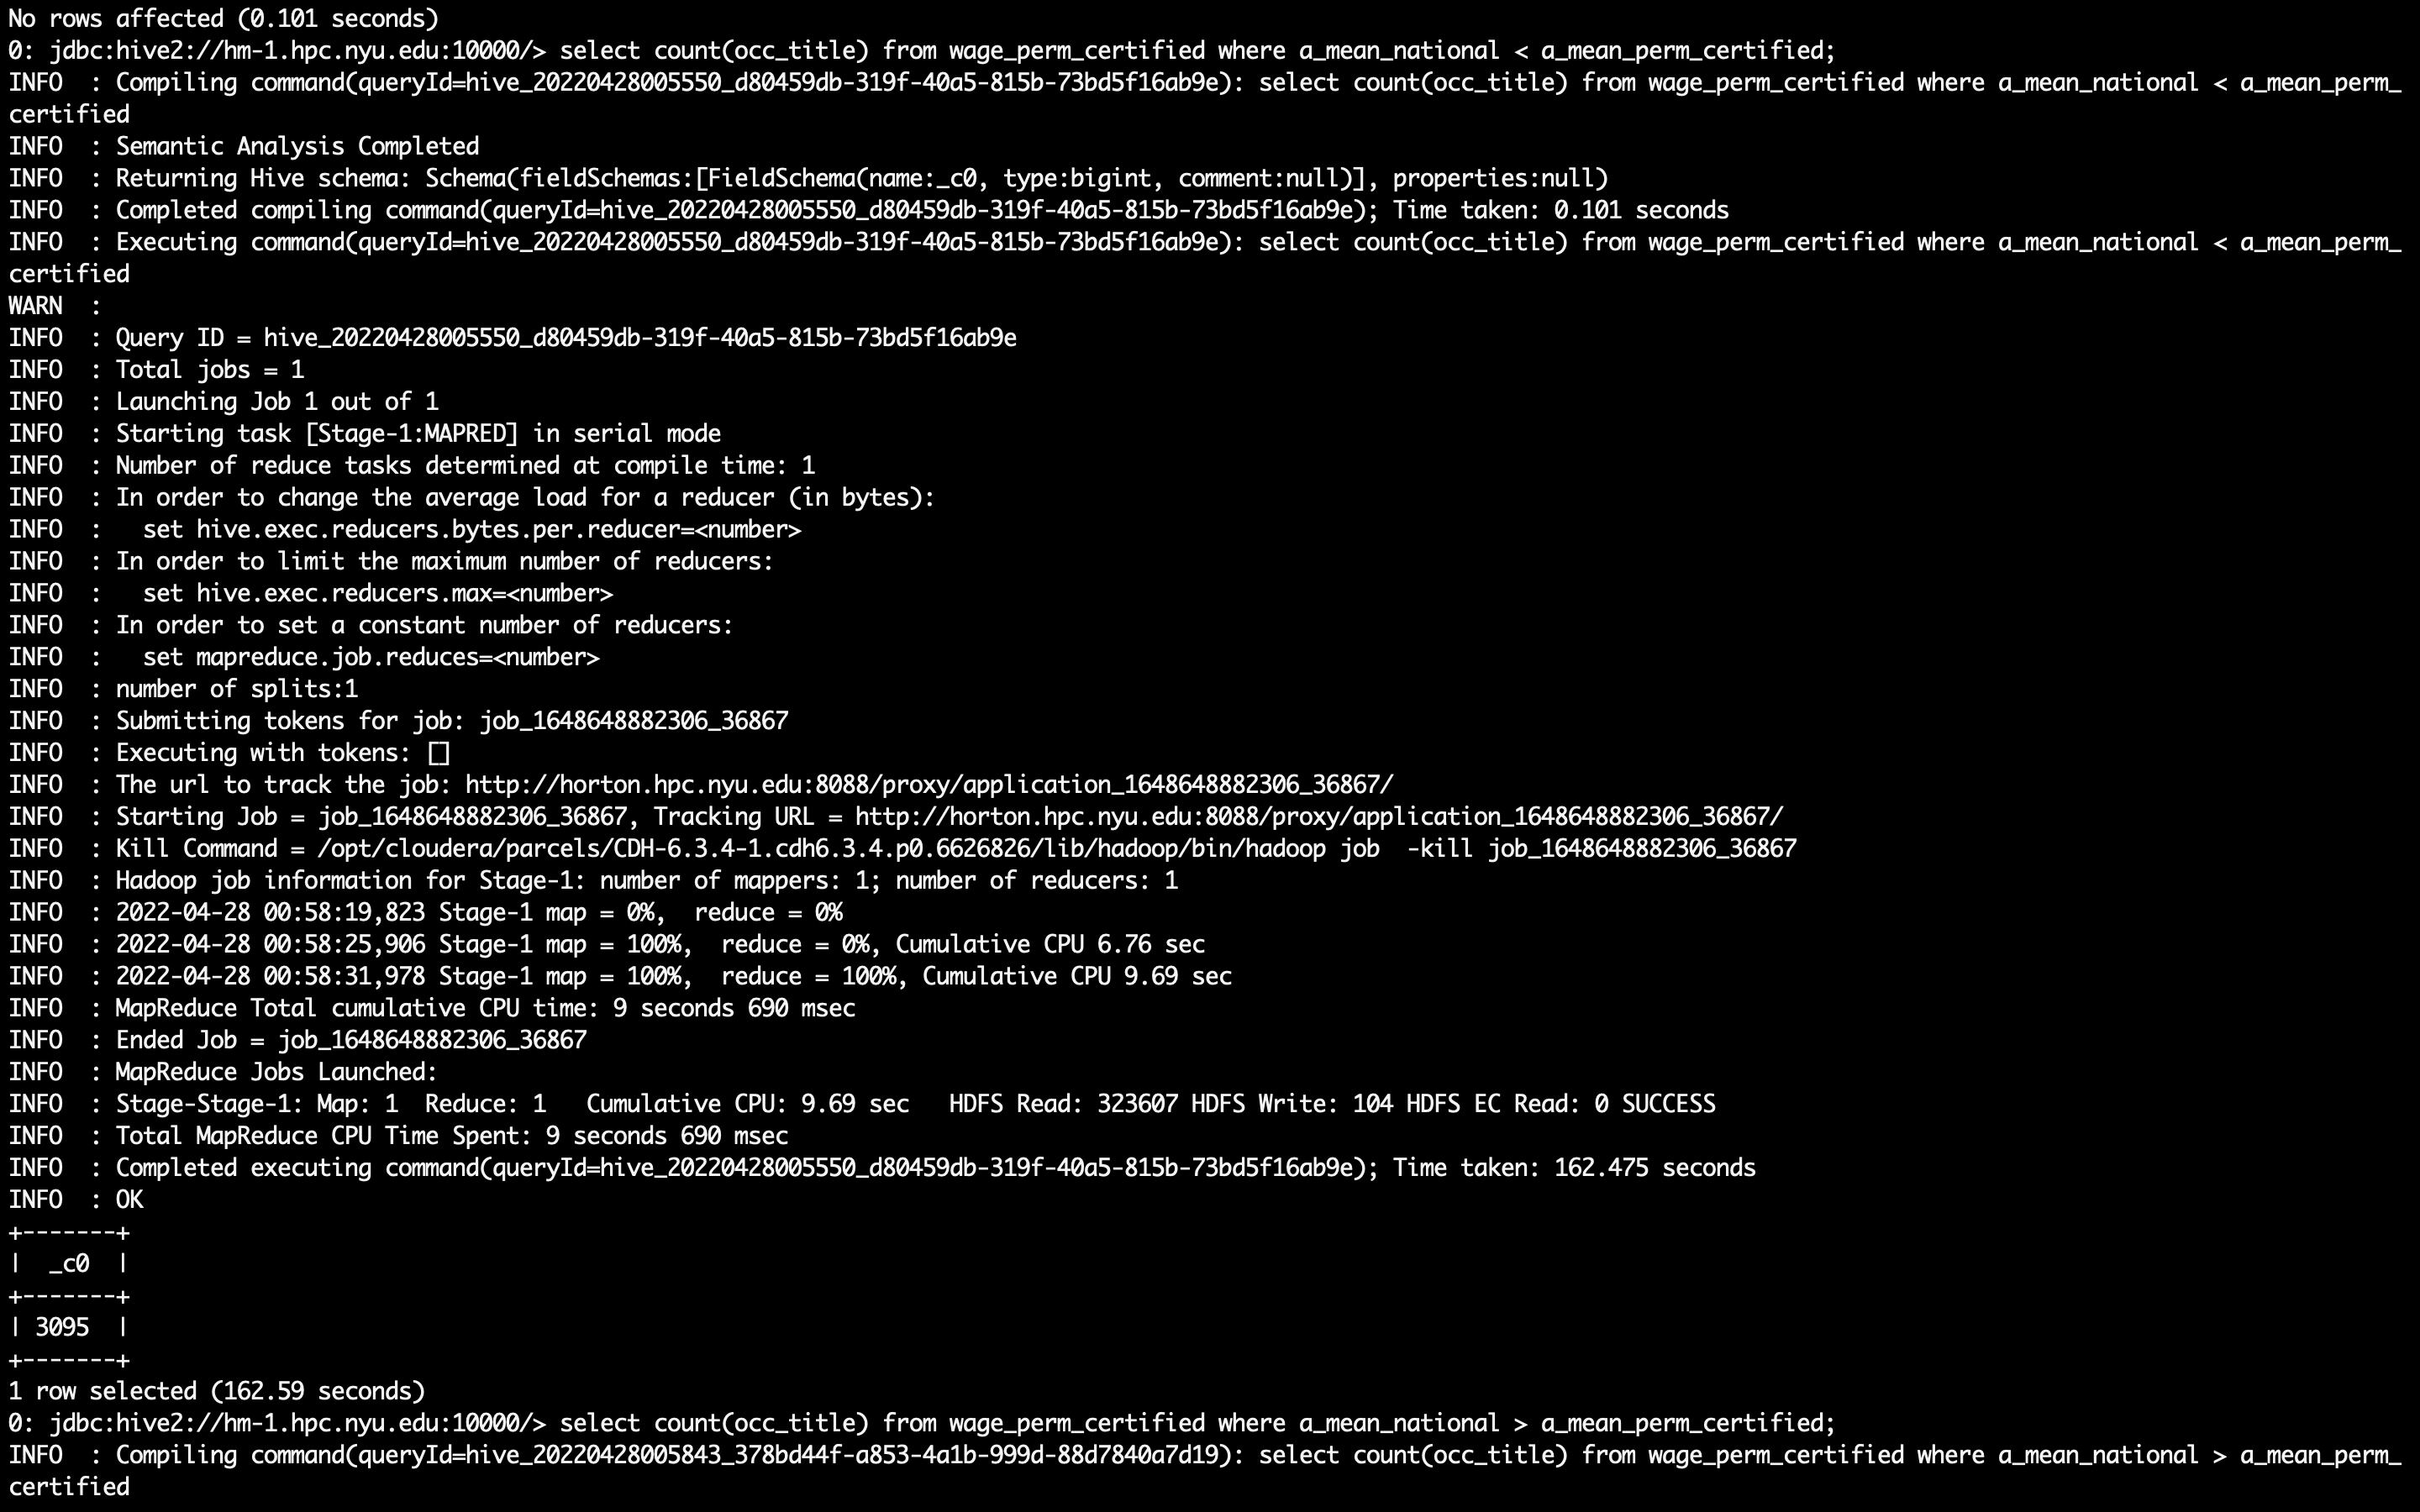 No rows affected (0.101 seconds)
0: jdbc:hive2://hm-1.hpc.nyu.edu:10000/> select count(occ_title) from wage_perm_certified where a_mean_national < a_mean_perm_certified;
INFO  : Compiling command(queryId=hive_20220428005550_d80459db-319f-40a5-815b-73bd5f16ab9e): select count(occ_title) from wage_perm_certified where a_mean_national < a_mean_perm_
certified
INFO  : Semantic Analysis Completed
INFO  : Returning Hive schema: Schema(fieldSchemas:[FieldSchema(name:_c0, type:bigint, comment:null)], properties:null)
INFO  : Completed compiling command(queryId=hive_20220428005550_d80459db-319f-40a5-815b-73bd5f16ab9e); Time taken: 0.101 seconds
INFO  : Executing command(queryId=hive_20220428005550_d80459db-319f-40a5-815b-73bd5f16ab9e): select count(occ_title) from wage_perm_certified where a_mean_national < a_mean_perm_
certified
WARN  :
INFO  : Query ID = hive_20220428005550_d80459db-319f-40a5-815b-73bd5f16ab9e
INFO  : Total jobs = 1
INFO  : Launching Job 1 out of 1
INFO  : Starting task [Stage-1:MAPRED] in serial mode
INFO  : Number of reduce tasks determined at compile time: 1
INFO  : In order to change the average load for a reducer (in bytes):
INFO  :   set hive.exec.reducers.bytes.per.reducer=<number>
INFO  : In order to limit the maximum number of reducers:
INFO  :   set hive.exec.reducers.max=<number>
INFO  : In order to set a constant number of reducers:
INFO  :   set mapreduce.job.reduces=<number>
INFO  : number of splits:1
INFO  : Submitting tokens for job: job_1648648882306_36867
INFO  : Executing with tokens: []
INFO  : The url to track the job: http://horton.hpc.nyu.edu:8088/proxy/application_1648648882306_36867/
INFO  : Starting Job = job_1648648882306_36867, Tracking URL = http://horton.hpc.nyu.edu:8088/proxy/application_1648648882306_36867/
INFO  : Kill Command = /opt/cloudera/parcels/CDH-6.3.4-1.cdh6.3.4.p0.6626826/lib/hadoop/bin/hadoop job  -kill job_1648648882306_36867
INFO  : Hadoop job information for Stage-1: number of mappers: 1; number of reducers: 1
INFO  : 2022-04-28 00:58:19,823 Stage-1 map = 0%,  reduce = 0%
INFO  : 2022-04-28 00:58:25,906 Stage-1 map = 100%,  reduce = 0%, Cumulative CPU 6.76 sec
INFO  : 2022-04-28 00:58:31,978 Stage-1 map = 100%,  reduce = 100%, Cumulative CPU 9.69 sec
INFO  : MapReduce Total cumulative CPU time: 9 seconds 690 msec
INFO  : Ended Job = job_1648648882306_36867
INFO  : MapReduce Jobs Launched:
INFO  : Stage-Stage-1: Map: 1  Reduce: 1   Cumulative CPU: 9.69 sec   HDFS Read: 323607 HDFS Write: 104 HDFS EC Read: 0 SUCCESS
INFO  : Total MapReduce CPU Time Spent: 9 seconds 690 msec
INFO  : Completed executing command(queryId=hive_20220428005550_d80459db-319f-40a5-815b-73bd5f16ab9e); Time taken: 162.475 seconds
INFO  : OK
+-------+
|  _c0  |
+-------+
| 3095  |
+-------+
1 row selected (162.59 seconds)
0: jdbc:hive2://hm-1.hpc.nyu.edu:10000/> select count(occ_title) from wage_perm_certified where a_mean_national > a_mean_perm_certified;
INFO  : Compiling command(queryId=hive_20220428005843_378bd44f-a853-4a1b-999d-88d7840a7d19): select count(occ_title) from wage_perm_certified where a_mean_national > a_mean_perm_
certified